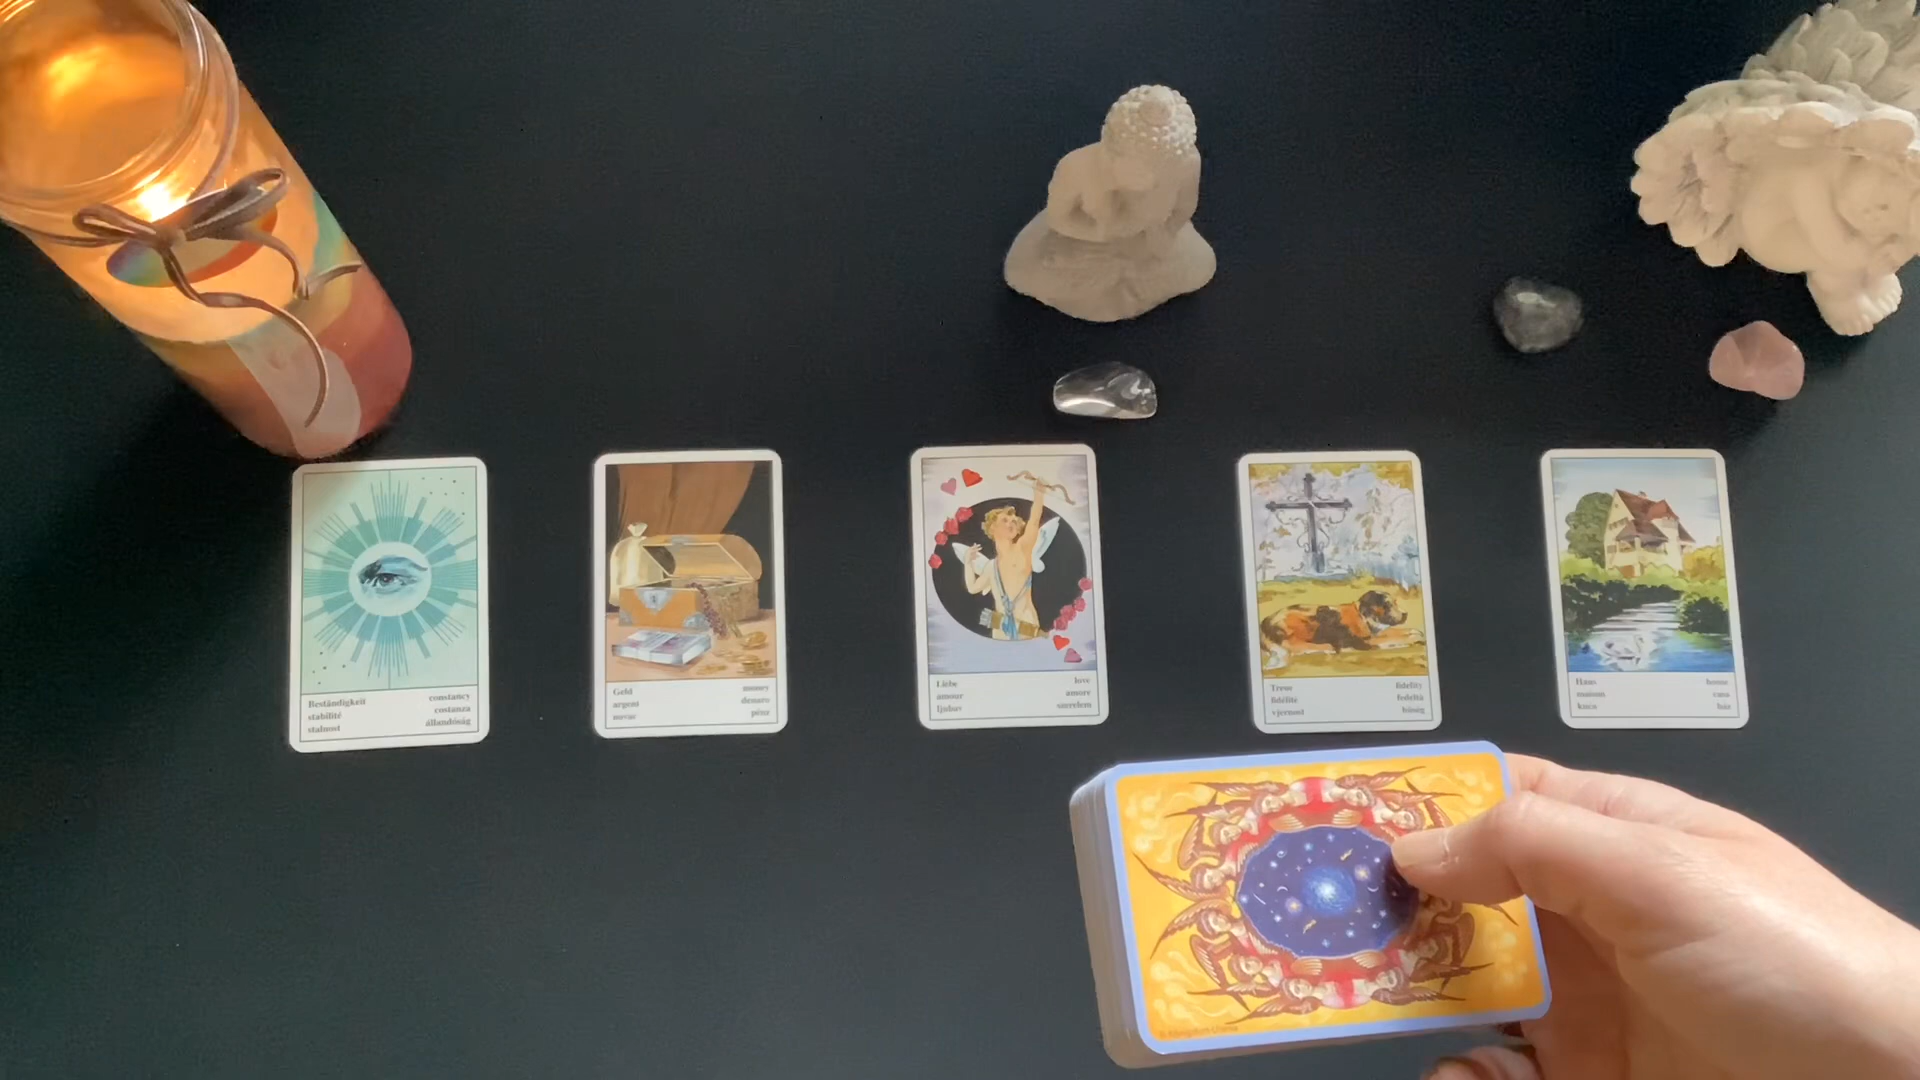 Beständigkeit constancy
stabilité costanza
stalnost állandóság
Geld money
argent denaro
novac pénz
Liebe love
amour amore
ljubav szerelem
Treue fidelity
fidélité fedeltà
vjernost hűség
Haus house
maison casa
kuca ház